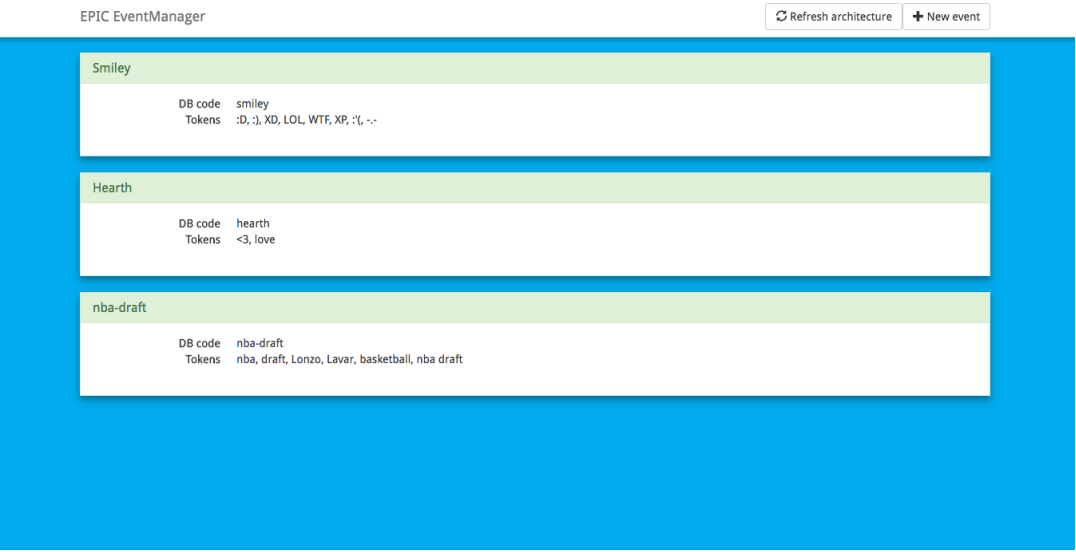 EPIC EventManager
Refresh architecture
New event
Smiley
DB code smiley
Tokens :D, :), XD, LOL, WTF, XP, :'(, -.-
Hearth
DB code hearth
Tokens <3, love
nba-draft
DB code nba-draft
Tokens nba, draft, Lonzo, Lavar, basketball, nba draft